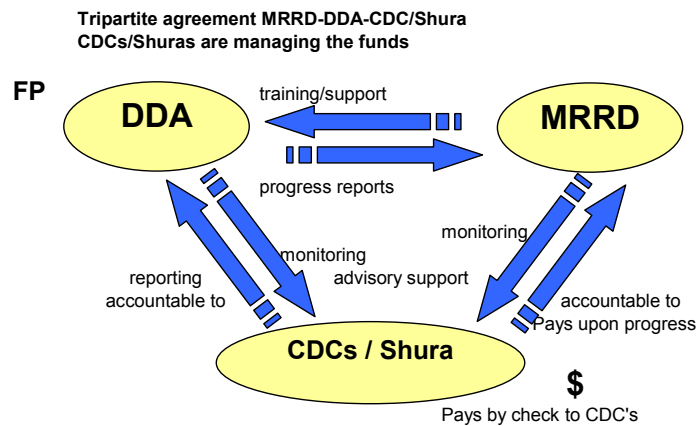 Tripartite agreement MRRD-DDA-CDC/Shura
CDCs/Shuras are managing the funds
FP
DDA
training/support
MRRD
progress reports
monitoring
monitoring
advisory support
reporting
accountable to
accountable to
Pays upon progress
CDCs / Shura
$
Pays by check to CDC's